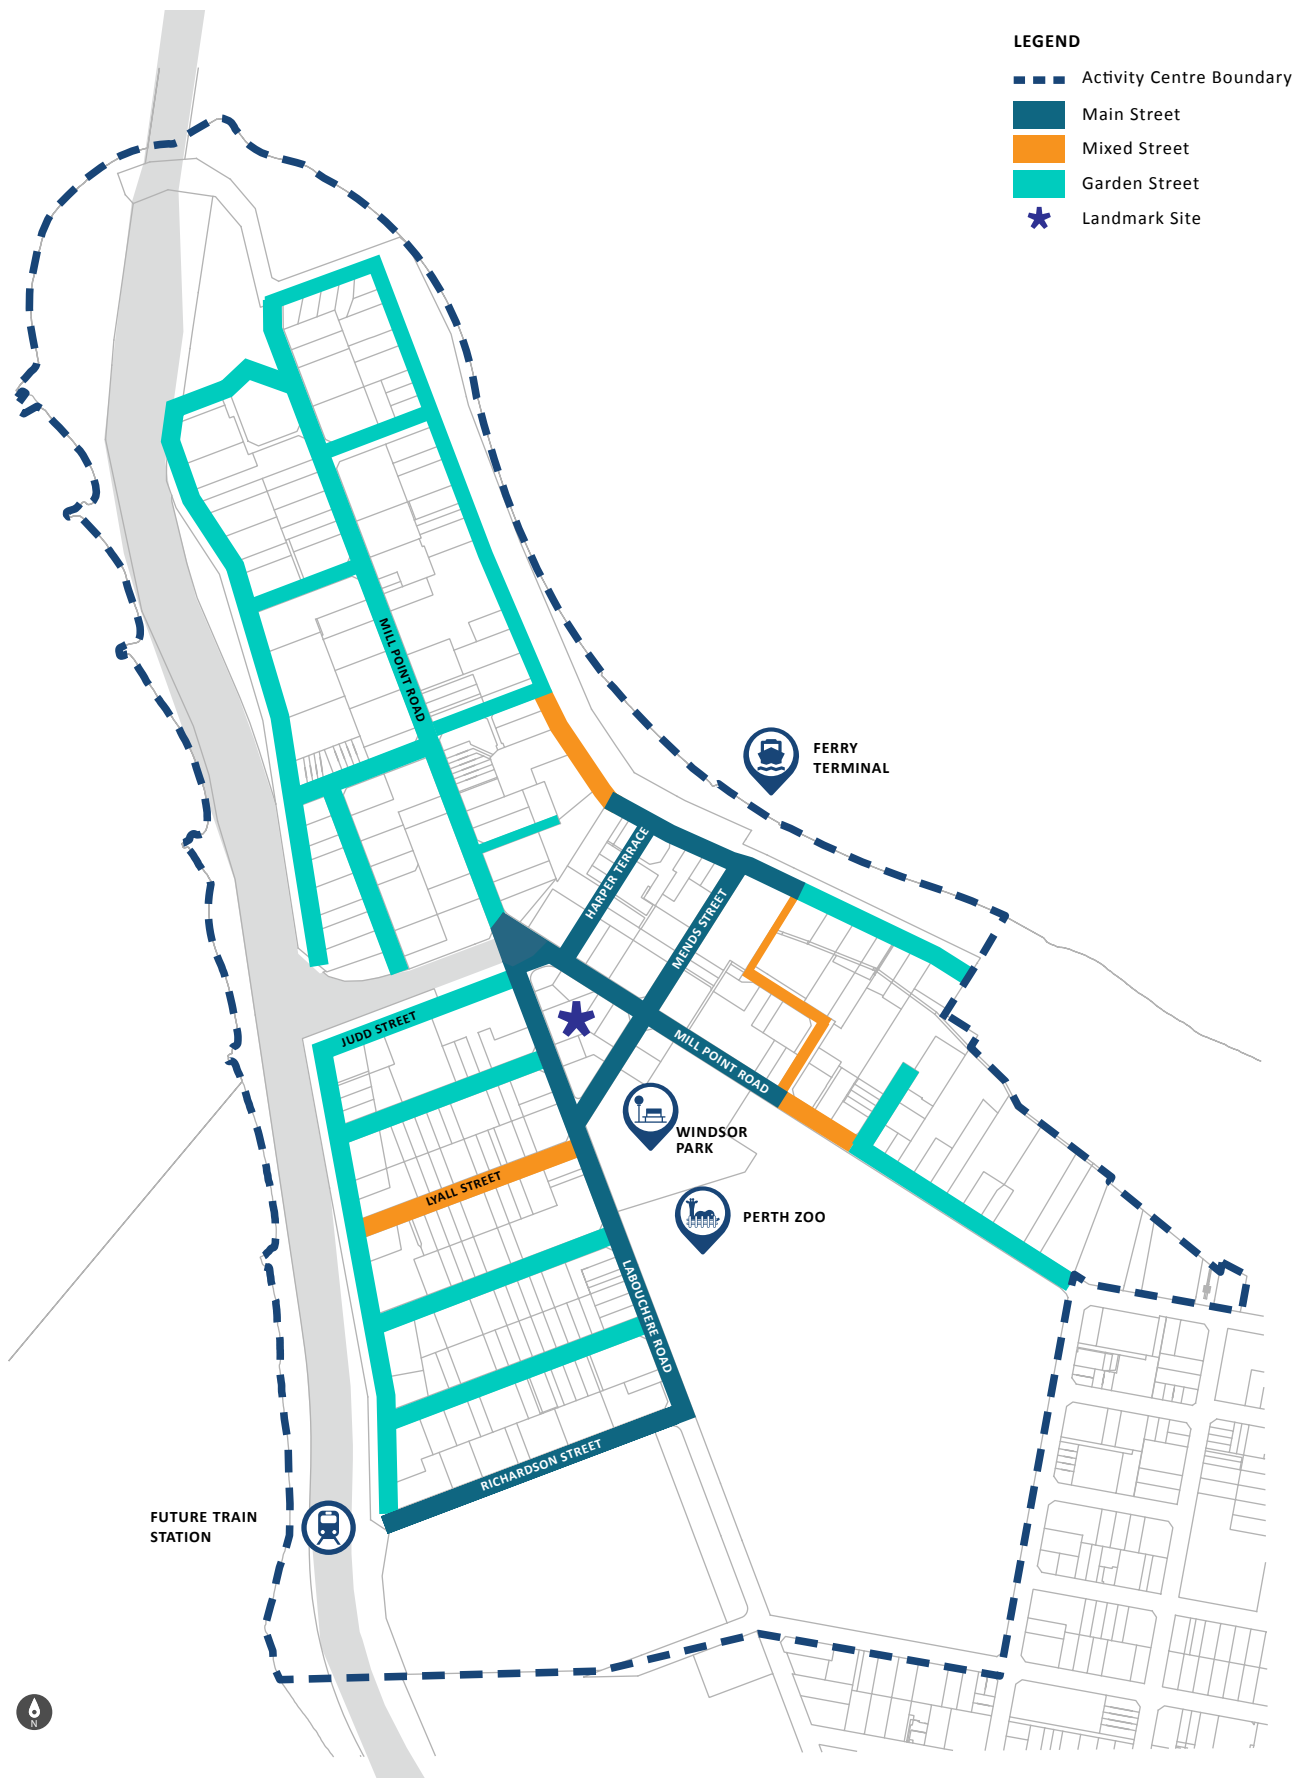 LEGEND
Activity Centre Boundary
Main Street
Mixed Street
Garden Street
Landmark Site
MILL POINT ROAD
FERRY
TERMINAL
HARPER TERRACE
MENDS STREET
JUDD STREET
MILL POINT ROAD
WINDSOR
PARK
LYALL STREET
PERTH ZOO
LABOUCHERE ROAD
RICHARDSON STREET
FUTURE TRAIN
STATION
N